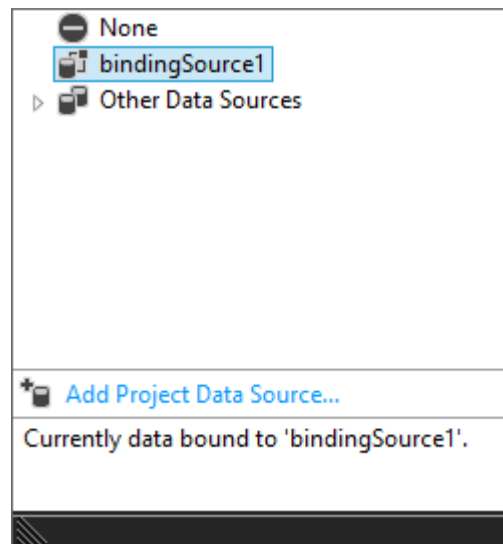 None
bindingSource1
Other Data Sources
Add Project Data Source...
Currently data bound to 'bindingSource1'.